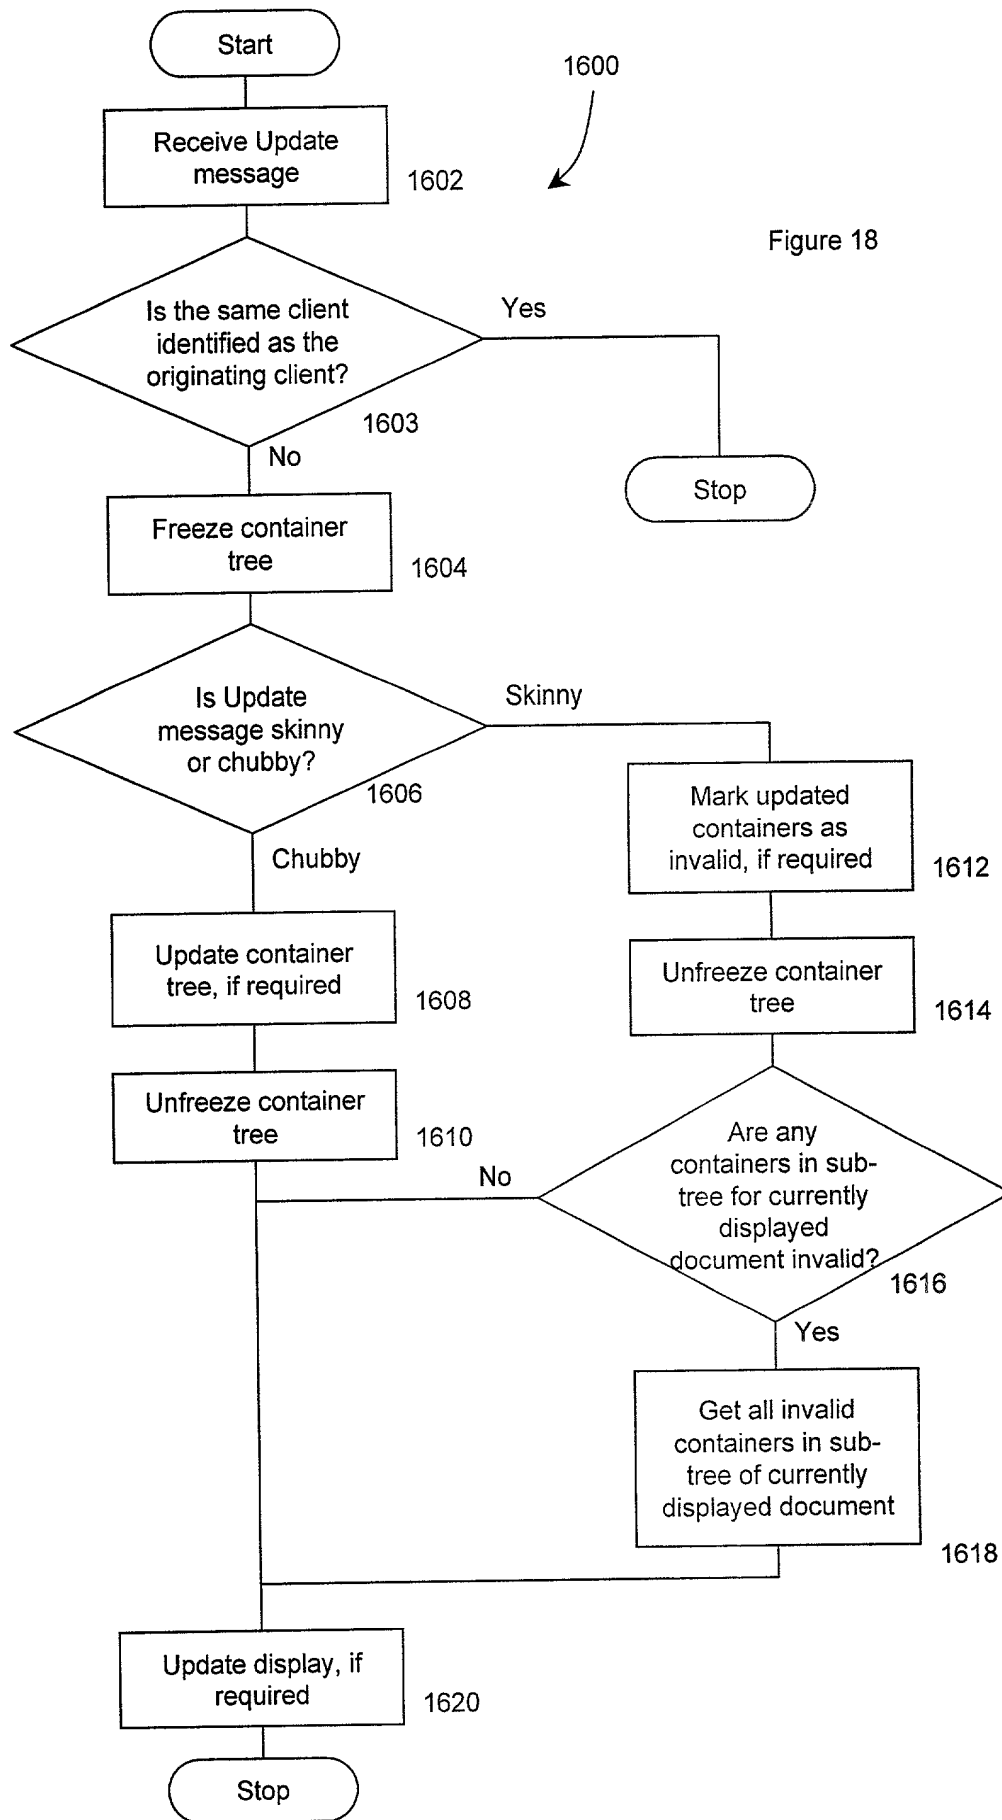 Start
1600
Receive Update
message
1602
Figure 18
Is the same client
identified as the
originating client?
Yes
1603
No
Stop
Freeze container
tree
1604
Is Update
message skinny
or chubby?
Skinny
1606
Chubby
Mark updated
containers as
invalid, if required
1612
Update container
tree, if required
1608
Unfreeze container
tree
1614
Unfreeze container
tree
1610
Are any
containers in sub-
tree for currently
displayed
document invalid?
No
1616
Yes
Get all invalid
containers in sub-
tree of currently
displayed document
1618
Update display, if
required
1620
Stop